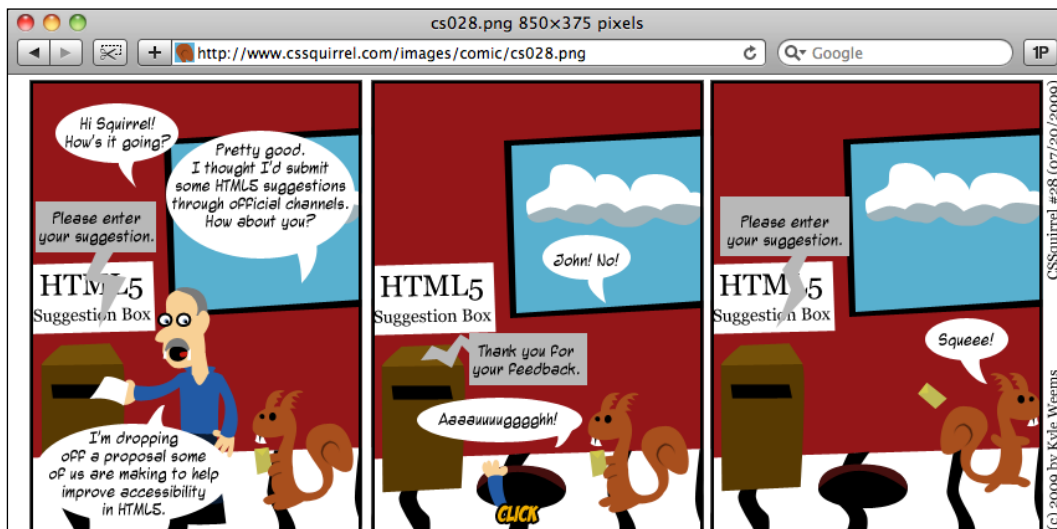 cs028.png 850×375 pixels
http://www.cssquirrel.com/images/comic/cs028.png
Google
1P
Hi Squirrel!
How's it going?
Pretty good.
I thought I'd submit
some HTML5 suggestions
through official channels.
How about you?
Please enter
your suggestion.
HTML5
Suggestion Box
I'm dropping
off a proposal some
of us are making to help
improve accessibility
in HTML5.
John! No!
HTML5
Suggestion Box
Thank you for
your feedback.
Aaaauuuugggghh!
CLICK
Please enter
your suggestion.
HTML5
Suggestion Box
Squeee!
CSSquirrel #28 (07/20/2009)
(c) 2009 by Kyle Weems